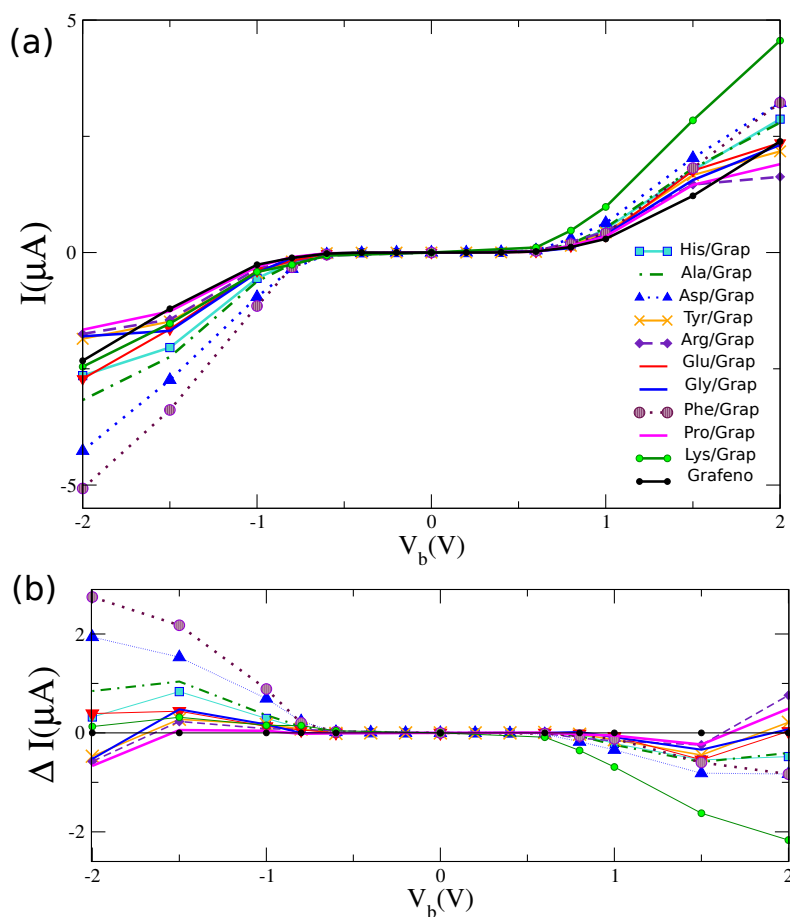 (a)
5
0
-5
I(μA)
-2
-1
0
1
2
V_b(V)
His/Grap
Ala/Grap
Asp/Grap
Tyr/Grap
Arg/Grap
Glu/Grap
Gly/Grap
Phe/Grap
Pro/Grap
Lys/Grap
Grafeno
(b)
2
0
-2
Δ I(μA)
-2
-1
0
1
2
V_b(V)